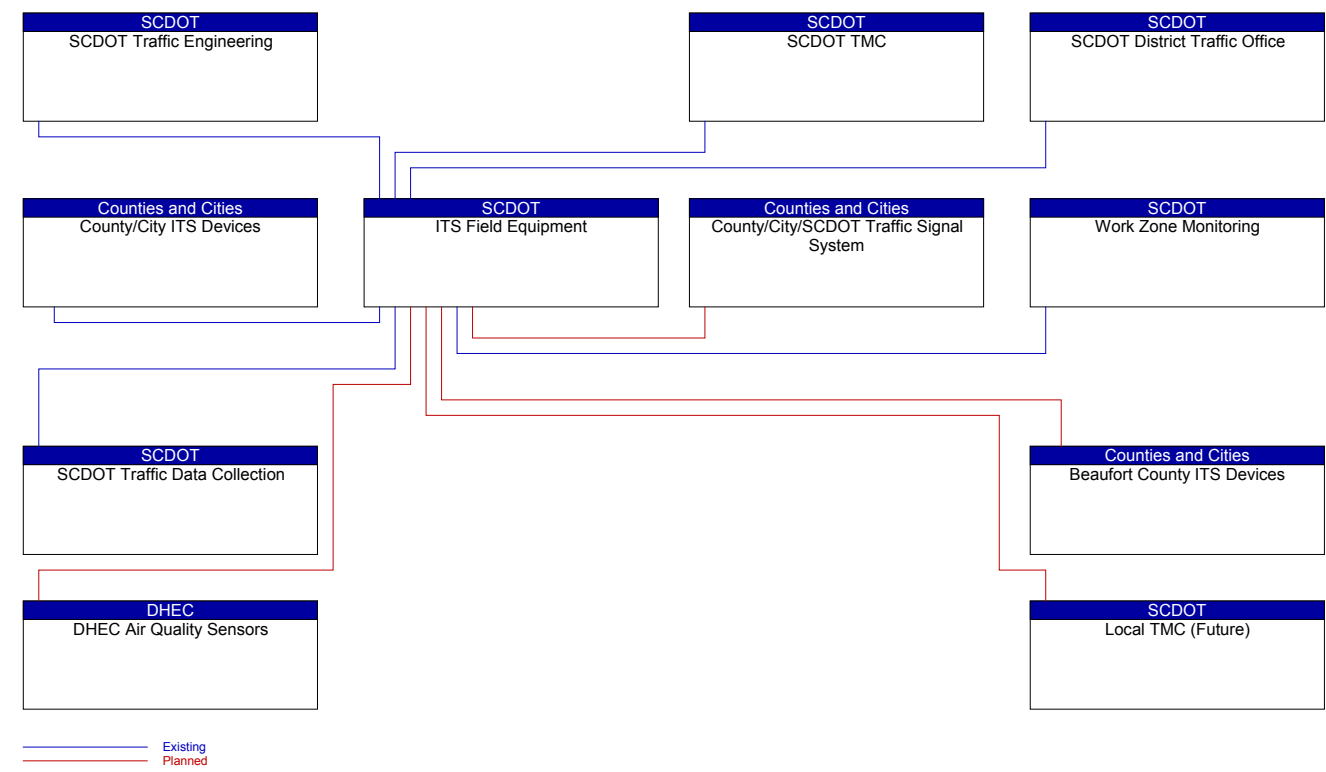 SCDOT
SCDOT Traffic Engineering
SCDOT
SCDOT TMC
SCDOT
SCDOT District Traffic Office
Counties and Cities
County/City ITS Devices
SCDOT
ITS Field Equipment
Counties and Cities
County/City/SCDOT Traffic Signal
System
SCDOT
Work Zone Monitoring
SCDOT
SCDOT Traffic Data Collection
Counties and Cities
Beaufort County ITS Devices
DHEC
DHEC Air Quality Sensors
SCDOT
Local TMC (Future)
Existing
Planned